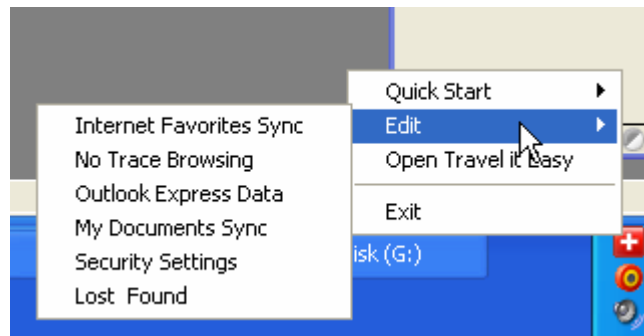 Quick Start
Edit
Open Travel it Easy
Exit
Internet Favorites Sync
No Trace Browsing
Outlook Express Data
My Documents Sync
Security Settings
Lost Found
isk (G:)